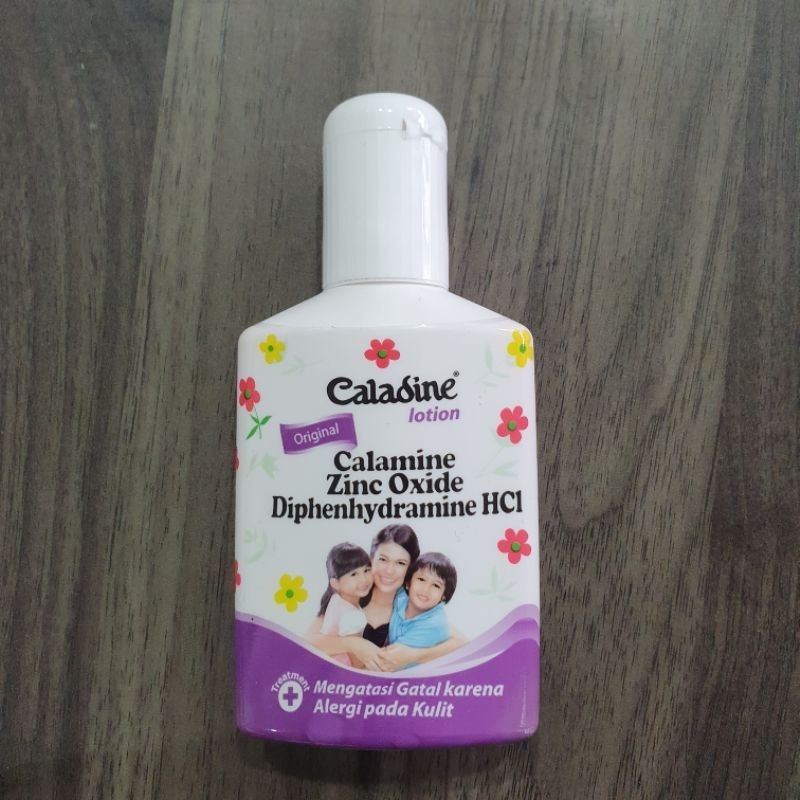 Caladine®
lotion
Original
Calamine
Zinc Oxide
Diphenhydramine HCl
Treatment
Mengatasi Gatal karena
Alergi pada Kulit